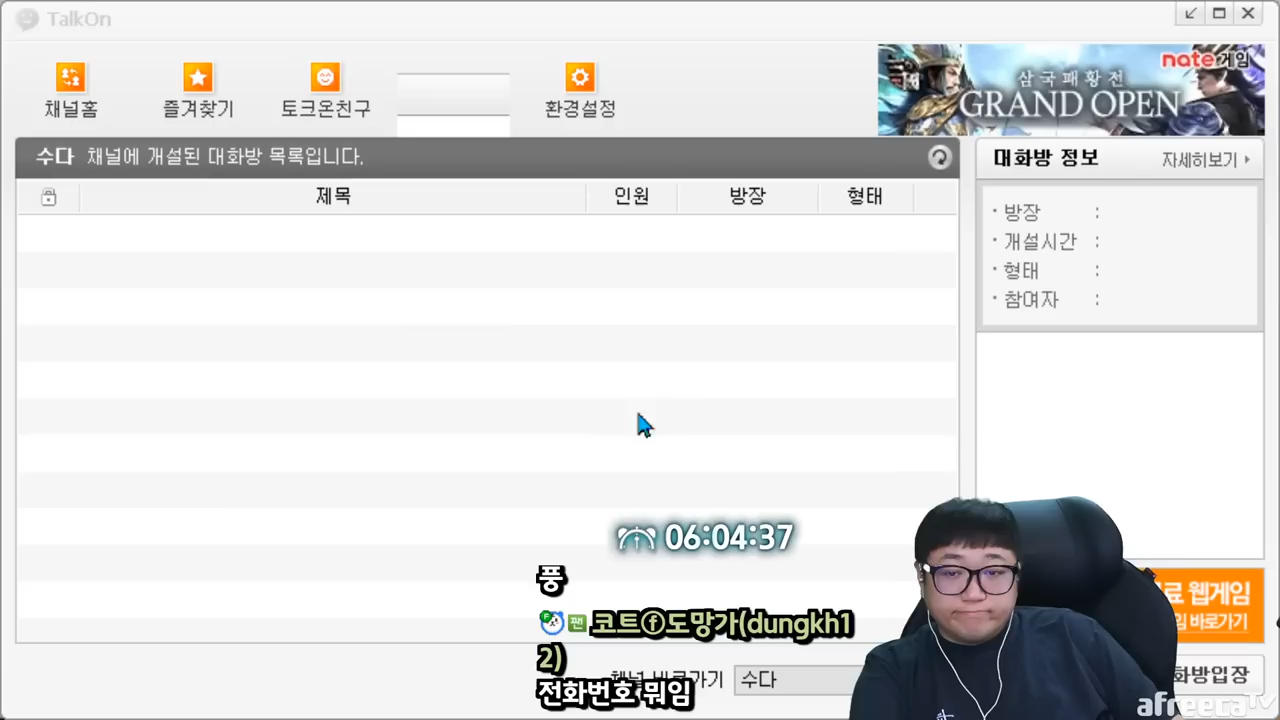 TalkOn
채널홈
즐겨찾기
토크온친구
환경설정
nate게임
삼국패황전
GRAND OPEN
수다 채널에 개설된 대화방 목록입니다.
제목
인원
방장
형태
대화방 정보
자세히보기
· 방장 :
· 개설시간 :
· 형태 :
· 참여자 :
06:04:37
풍
팬 코트ⓕ도망가(dungkh1
2)
전화번호 뭐임
채널 바로가기
수다
웹게임
바로가기
방입장
afreecaTV